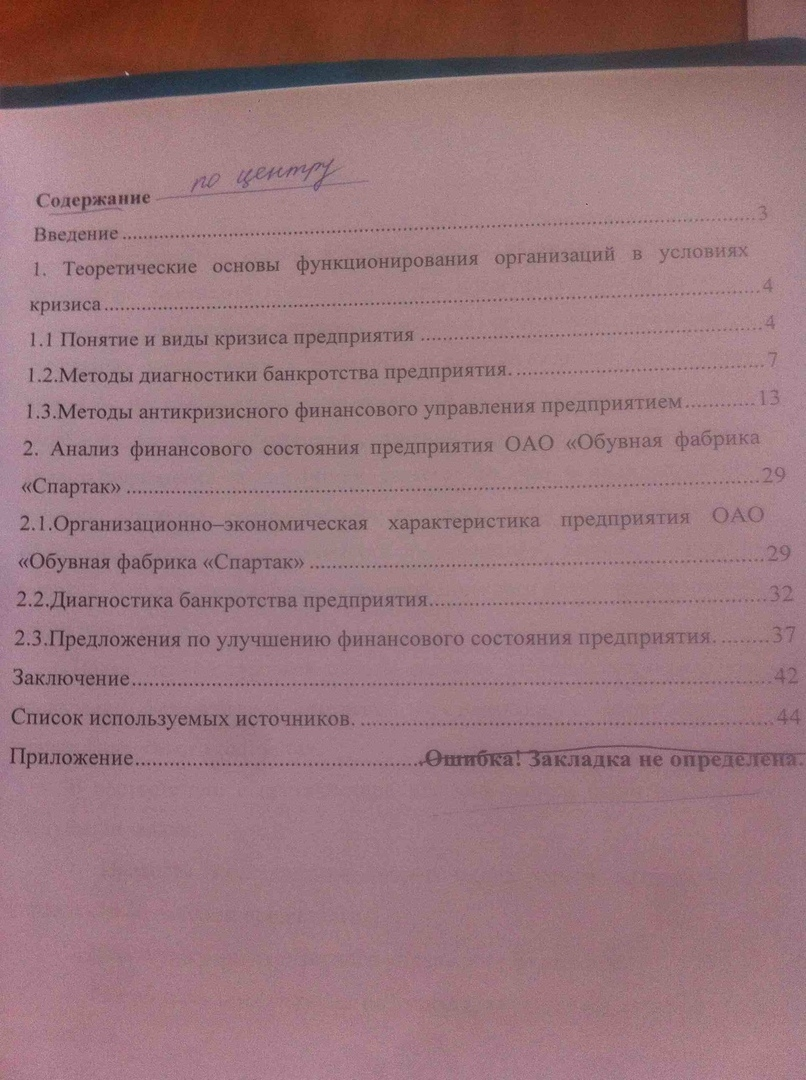 по центру
Содержание
Введение ........................................................................................ 3
1. Теоретические основы функционирования организаций в условиях
кризиса ........................................................................................ 4
1.1 Понятие и виды кризиса предприятия ................................................ 4
1.2.Методы диагностики банкротства предприятия. ................................... 7
1.3.Методы антикризисного финансового управления предприятием ........... 13
2. Анализ финансового состояния предприятия ОАО «Обувная фабрика
«Спартак» ...................................................................................... 29
2.1.Организационно–экономическая характеристика предприятия ОАО
«Обувная фабрика «Спартак» ............................................................ 29
2.2.Диагностика банкротства предприятия................................................ 32
2.3.Предложения по улучшению финансового состояния предприятия. ........ 37
Заключение..................................................................................... 42
Список используемых источников. ...................................................... 44
Приложение.........................................Ошибка! Закладка не определена.